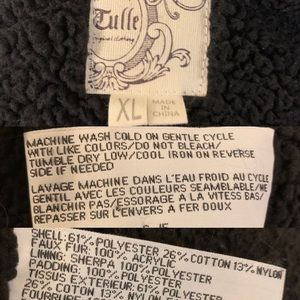 Tulle
original clothing
XL
MADE IN
CHINA
MACHINE WASH COLD ON GENTLE CYCLE
WITH LIKE COLORS/DO NOT BLEACH/
TUMBLE DRY LOW/COOL IRON ON REVERSE
SIDE IF NEEDED
LAVAGE MACHINE DANS L'EAU FROID AU CYCLE
AVEC LES COULEURS SEAMBLABLE/NE
BLANCHIR PAS/ESSORAGE A LA VITESS BAS/
REPASSER SUR L'ENVERS A FER DOUX
SHELL: 61% POLYESTER 26% COTTON 13% NYLON
FAUX FUR: 100% ACRYLIC
LINING: SHERPA 100% POLYESTER
PADDING: 100% POLYESTER
TISSUS EXTERIEUR: 61% POLYESTER
26% COTON 13% NYLON